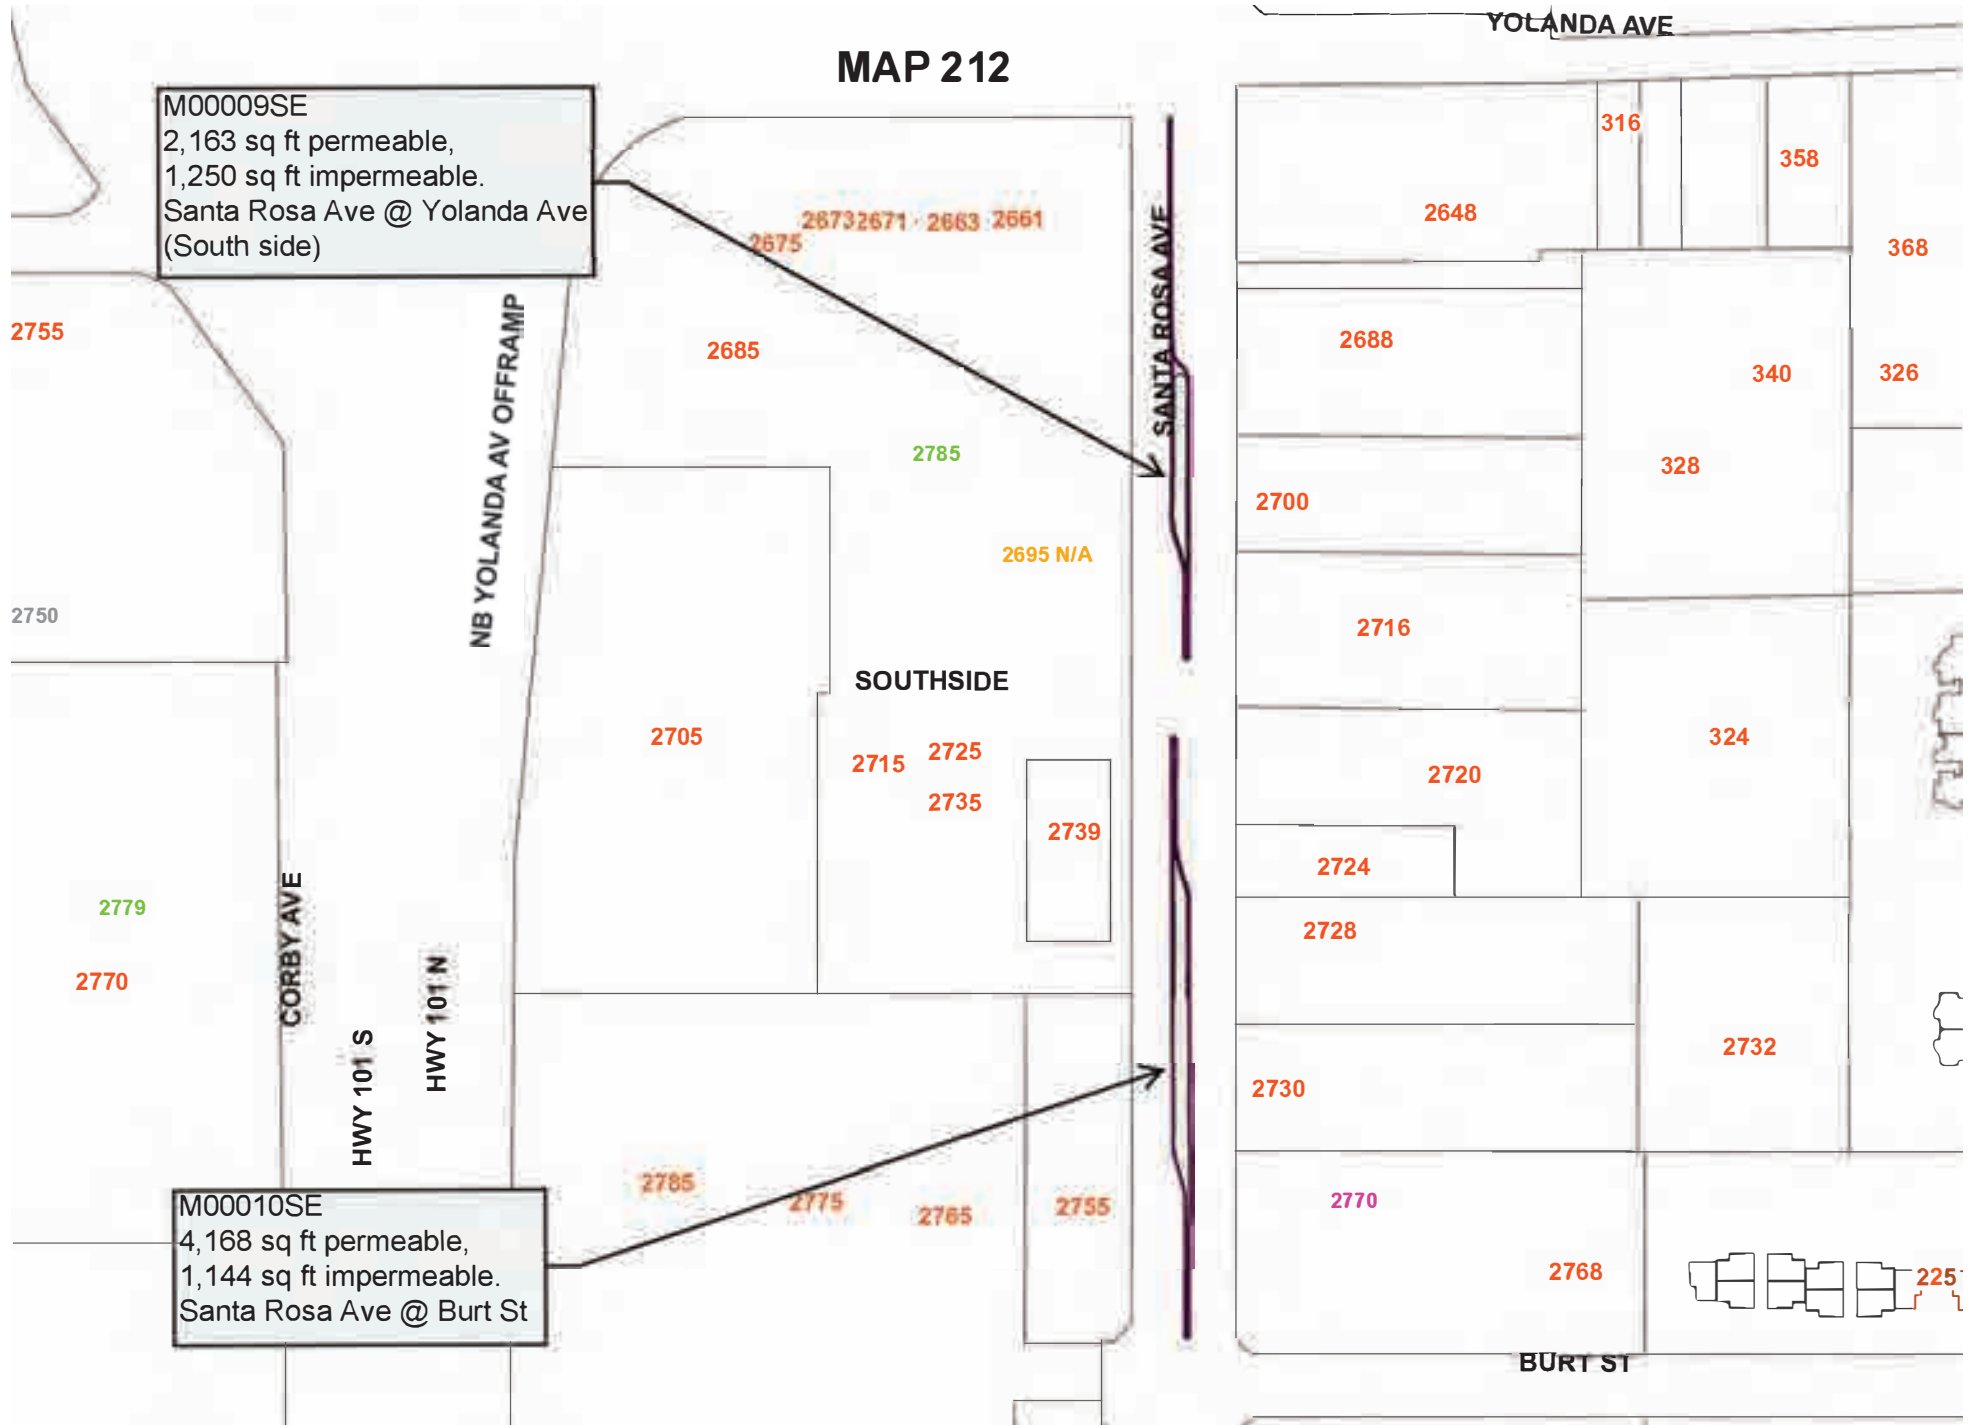 YOLANDA AVE
MAP 212
M00009SE
2,163 sq ft permeable,
1,250 sq ft impermeable.
Santa Rosa Ave @ Yolanda Ave
(South side)
316
358
2648
368
2673 2671 2663 2661
2675
SANTA ROSA AVE
NB YOLANDA AV OFFRAMP
2755
2685
2688
340
326
2785
328
2700
2695 N/A
2750
2716
SOUTHSIDE
2705
2715
2725
2735
2739
324
2720
2724
2779
2770
CORBY AVE
HWY 101 S
HWY 101 N
2728
2732
2730
2785
2775
2765
2755
2770
2768
225
M00010SE
4,168 sq ft permeable,
1,144 sq ft impermeable.
Santa Rosa Ave @ Burt St
BURT ST